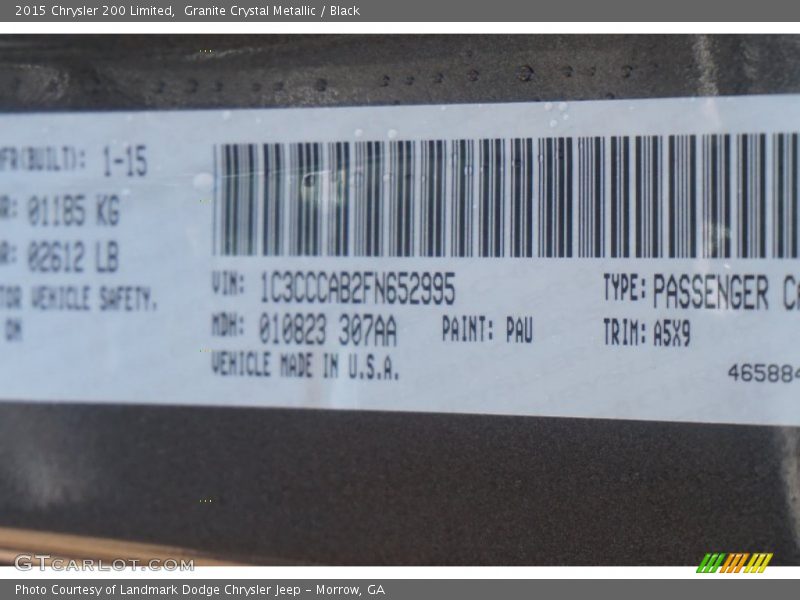 2015 Chrysler 200 Limited, Granite Crystal Metallic / Black
MFR(BUILT): 1-15
R: 01185 KG
R: 02612 LB
TOR VEHICLE SAFETY.
ON
VIN: 1C3CCCAB2FN652995
MDH: 010823 307AA
PAINT: PAU
VEHICLE MADE IN U.S.A.
TYPE: PASSENGER CA
TRIM: A5X9
465884
GTCARLOT.COM
Photo Courtesy of Landmark Dodge Chrysler Jeep - Morrow, GA